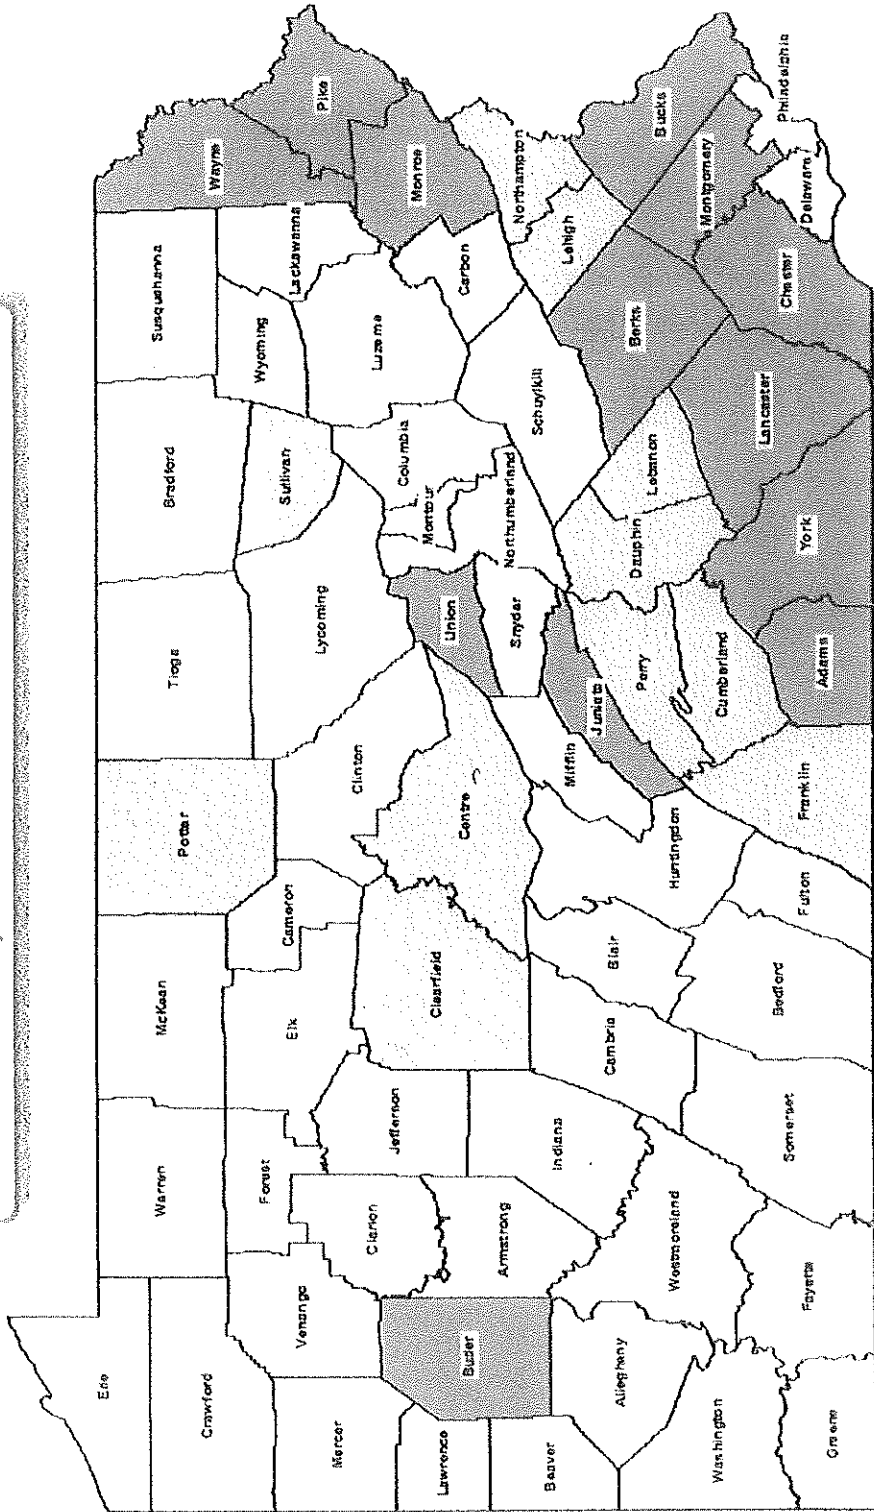 Erie
Crawford
Warren
McKean
Potter
Tioga
Bradford
Susquehanna
Wayne
Pike
Mercer
Venango
Forest
Elk
Cameron
Clinton
Lycoming
Sullivan
Wyoming
Lackawanna
Lawrence
Butler
Clarion
Jefferson
Clearfield
Centre
Union
Montour
Columbia
Luzerne
Monroe
Beaver
Armstrong
Indiana
Snyder
Northumberland
Schuylkill
Carbon
Northampton
Lehigh
Allegheny
Westmoreland
Cambria
Blair
Huntingdon
Mifflin
Juniata
Perry
Dauphin
Lebanon
Berks
Bucks
Montgomery
Washington
Greene
Fayette
Somerset
Bedford
Fulton
Franklin
Cumberland
Adams
York
Lancaster
Chester
Delaware
Philadelphia